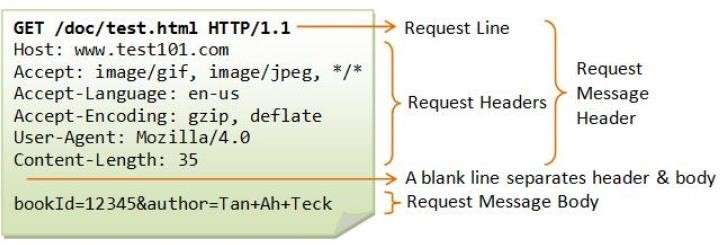 GET /doc/test.html HTTP/1.1
Host: www.test101.com
Accept: image/gif, image/jpeg, */*
Accept-Language: en-us
Accept-Encoding: gzip, deflate
User-Agent: Mozilla/4.0
Content-Length: 35
bookId=12345&author=Tan+Ah+Teck
Request Line
Request Headers
Request
Message
Header
A blank line separates header & body
Request Message Body